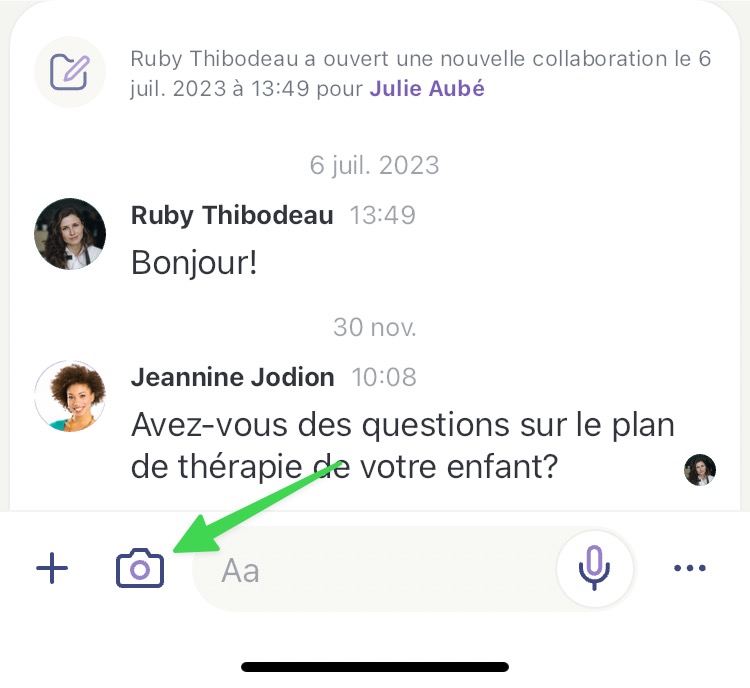 Ruby Thibodeau a ouvert une nouvelle collaboration le 6
juil. 2023 à 13:49 pour Julie Aubé
6 juil. 2023
Ruby Thibodeau 13:49
Bonjour!
30 nov.
Jeannine Jodion 10:08
Avez-vous des questions sur le plan
de thérapie de votre enfant?
Aa